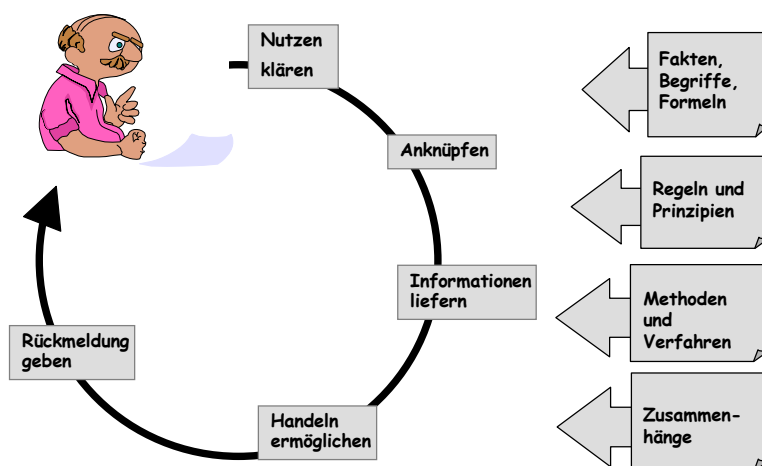 Nutzen
klären
Anknüpfen
Informationen
liefern
Handeln
ermöglichen
Rückmeldung
geben
Fakten,
Begriffe,
Formeln
Regeln und
Prinzipien
Methoden
und
Verfahren
Zusammen-
hänge